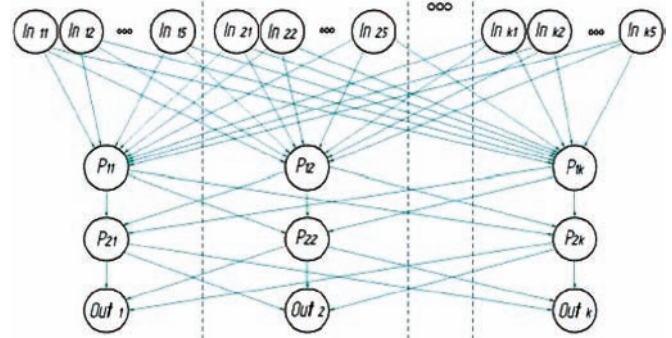 In 11 In 12 ooo In 15 In 21 In 22 ooo In 25 ooo In k1 In k2 ooo In k5
P11 P12 P1k
P21 P22 P2k
Out 1 Out 2 Out k